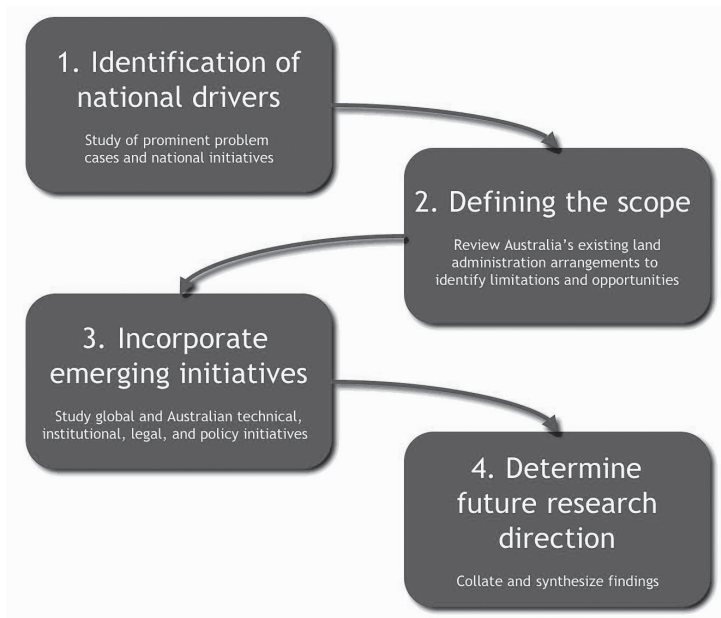 1. Identification of
national drivers
Study of prominent problem
cases and national initiatives
2. Defining the scope
Review Australia's existing land
administration arrangements to
identify limitations and opportunities
3. Incorporate
emerging initiatives
Study global and Australian technical,
institutional, legal, and policy initiatives
4. Determine
future research
direction
Collate and synthesize findings